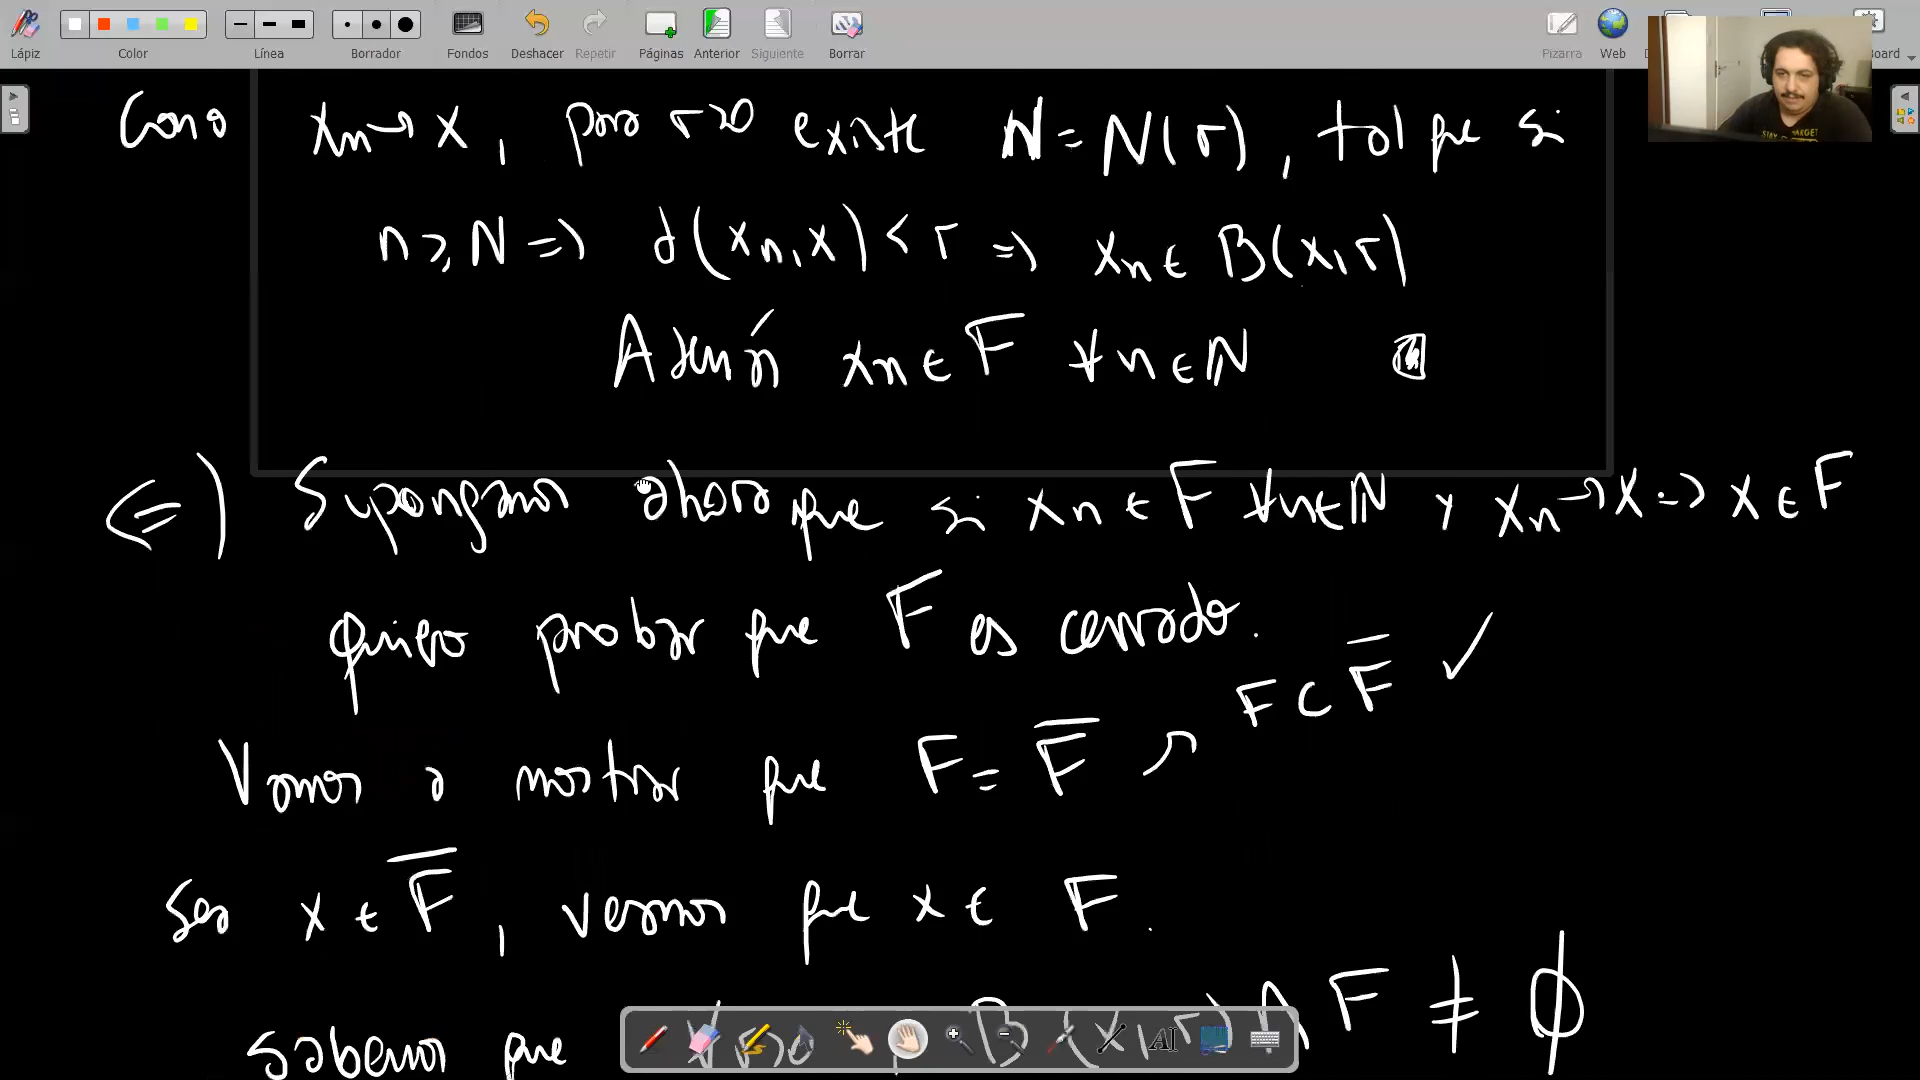 Lápiz Color Línea Borrador Fondos Deshacer Repetir Páginas Anterior Siguiente Borrar Pizarra Web Board
Como xn→x, para r>0 existe N=N(r), tal que si
n≥N => d(xn,x)<r => xn∈B(x,r)
Además xn∈F ∀n∈N
<=) Supongamos ahora que si xn∈F ∀n∈N y xn→x => x∈F
quiero probar que F es cerrado.
F⊂F̅ ✓
Vamos a mostrar que F=F̅
Sea x∈F̅, veamos que x∈F.
Sabemos que ∀r>0, B(x,r)∩F≠∅